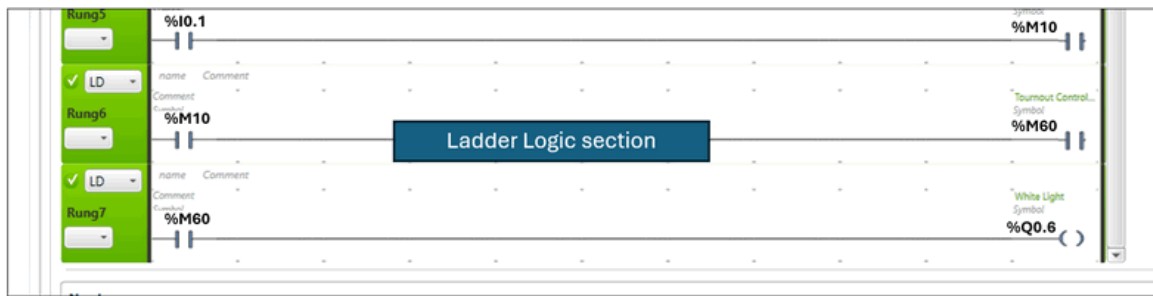 Rung5
%I0.1
Symbol
%M10
LD
name Comment
Comment
Tournout Control...
Rung6
Symbol
Symbol
%M10
%M60
Ladder Logic section
LD
name Comment
Comment
White Light
Rung7
Symbol
Symbol
%M60
%Q0.6